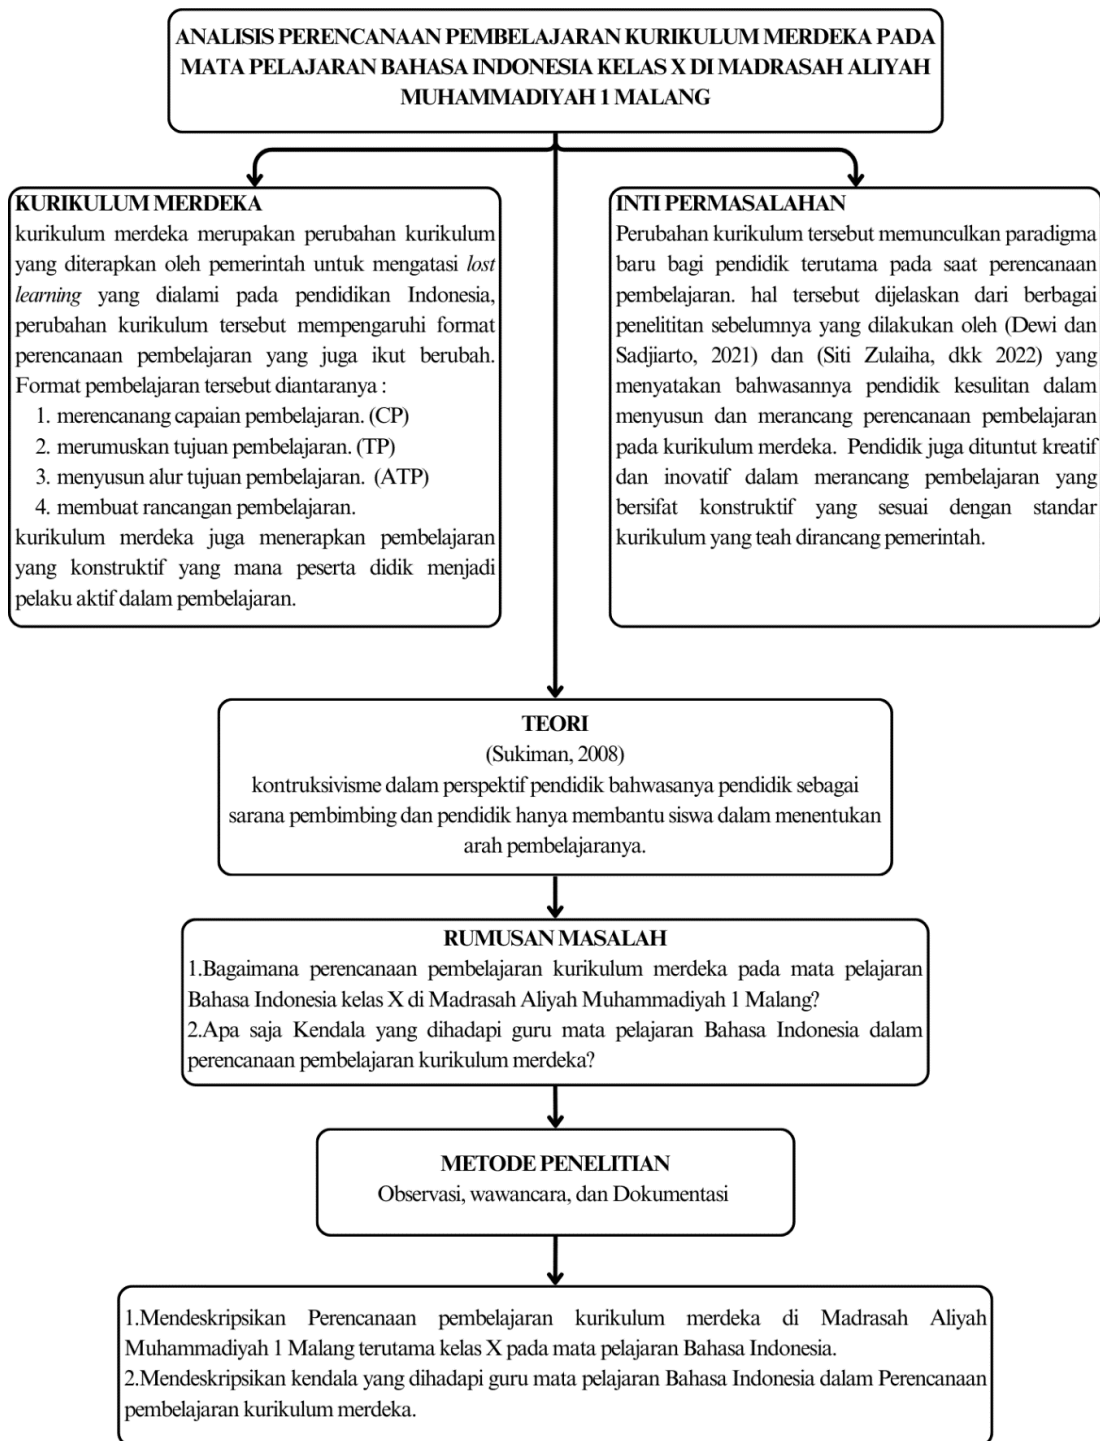 ANALISIS PERENCANAAN PEMBELAJARAN KURIKULUM MERDEKA PADA
MATA PELAJARAN BAHASA INDONESIA KELAS X DI MADRASAH ALIYAH
MUHAMMADIYAH 1 MALANG
KURIKULUM MERDEKA
kurikulum merdeka merupakan perubahan kurikulum
yang diterapkan oleh pemerintah untuk mengatasi lost
learning yang dialami pada pendidikan Indonesia,
perubahan kurikulum tersebut mempengaruhi format
perencanaan pembelajaran yang juga ikut berubah.
Format pembelajaran tersebut diantaranya :
1. merencanang capaian pembelajaran. (CP)
2. merumuskan tujuan pembelajaran. (TP)
3. menyusun alur tujuan pembelajaran. (ATP)
4. membuat rancangan pembelajaran.
kurikulum merdeka juga menerapkan pembelajaran
yang konstruktif yang mana peserta didik menjadi
pelaku aktif dalam pembelajaran.
INTI PERMASALAHAN
Perubahan kurikulum tersebut memunculkan paradigma
baru bagi pendidik terutama pada saat perencanaan
pembelajaran. hal tersebut dijelaskan dari berbagai
penelititan sebelumnya yang dilakukan oleh (Dewi dan
Sadjiarto, 2021) dan (Siti Zulaiha, dkk 2022) yang
menyatakan bahwasannya pendidik kesulitan dalam
menyusun dan merancang perencanaan pembelajaran
pada kurikulum merdeka. Pendidik juga dituntut kreatif
dan inovatif dalam merancang pembelajaran yang
bersifat konstruktif yang sesuai dengan standar
kurikulum yang teah dirancang pemerintah.
TEORI
(Sukiman, 2008)
kontruksivisme dalam perspektif pendidik bahwasanya pendidik sebagai
sarana pembimbing dan pendidik hanya membantu siswa dalam menentukan
arah pembelajaranya.
RUMUSAN MASALAH
1.Bagaimana perencanaan pembelajaran kurikulum merdeka pada mata pelajaran
Bahasa Indonesia kelas X di Madrasah Aliyah Muhammadiyah 1 Malang?
2.Apa saja Kendala yang dihadapi guru mata pelajaran Bahasa Indonesia dalam
perencanaan pembelajaran kurikulum merdeka?
METODE PENELITIAN
Observasi, wawancara, dan Dokumentasi
1.Mendeskripsikan Perencanaan pembelajaran kurikulum merdeka di Madrasah Aliyah
Muhammadiyah 1 Malang terutama kelas X pada mata pelajaran Bahasa Indonesia.
2.Mendeskripsikan kendala yang dihadapi guru mata pelajaran Bahasa Indonesia dalam Perencanaan
pembelajaran kurikulum merdeka.